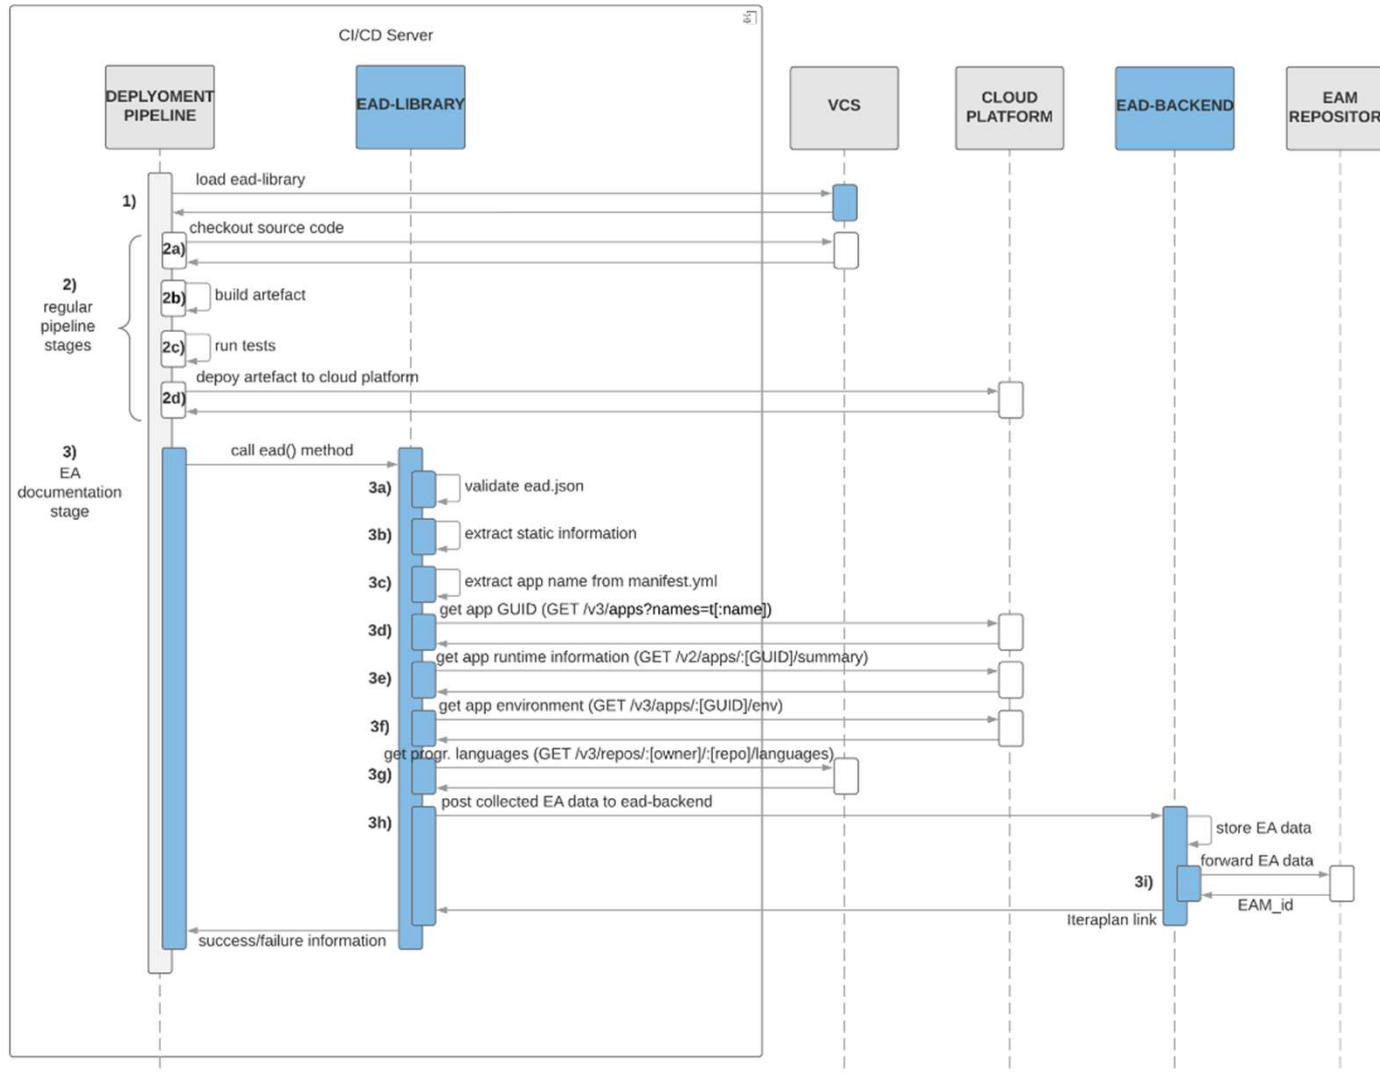 CI/CD Server
DEPLYOMENT
PIPELINE
EAD-LIBRARY
VCS
CLOUD
PLATFORM
EAD-BACKEND
EAM
REPOSITOR
1)
load ead-library
2)
regular
pipeline
stages
2a)
checkout source code
2b)
build artefact
2c)
run tests
2d)
depoy artefact to cloud platform
3)
EA
documentation
stage
call ead() method
3a)
validate ead.json
3b)
extract static information
3c)
extract app name from manifest.yml
3d)
get app GUID (GET /v3/apps?names=t[:name])
3e)
get app runtime information (GET /v2/apps/:[GUID]/summary)
3f)
get app environment (GET /v3/apps/:[GUID]/env)
3g)
get progr. languages (GET /v3/repos/:[owner]/:[repo]/languages)
3h)
post collected EA data to ead-backend
store EA data
3i)
forward EA data
EAM_id
Iteraplan link
success/failure information